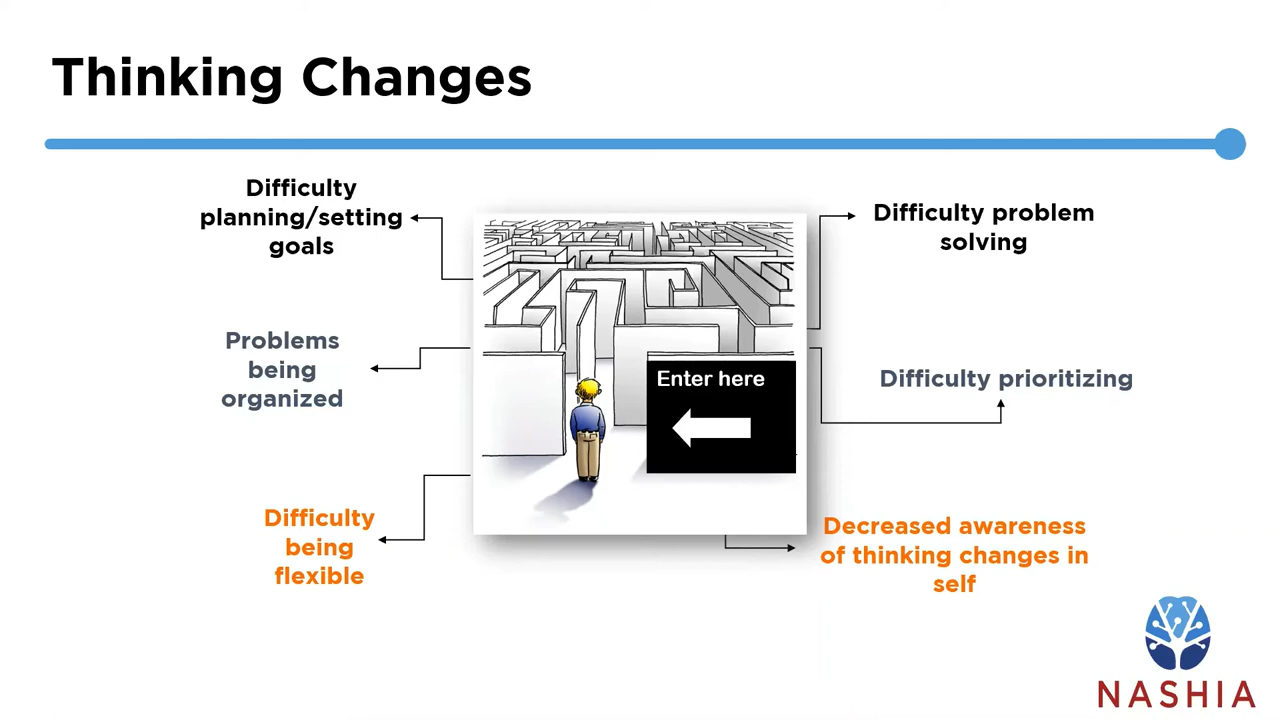 Thinking Changes
Difficulty
planning/setting
goals
Difficulty problem
solving
Problems
being
organized
Enter here
Difficulty prioritizing
Difficulty
being
flexible
Decreased awareness
of thinking changes in
self
NASHIA